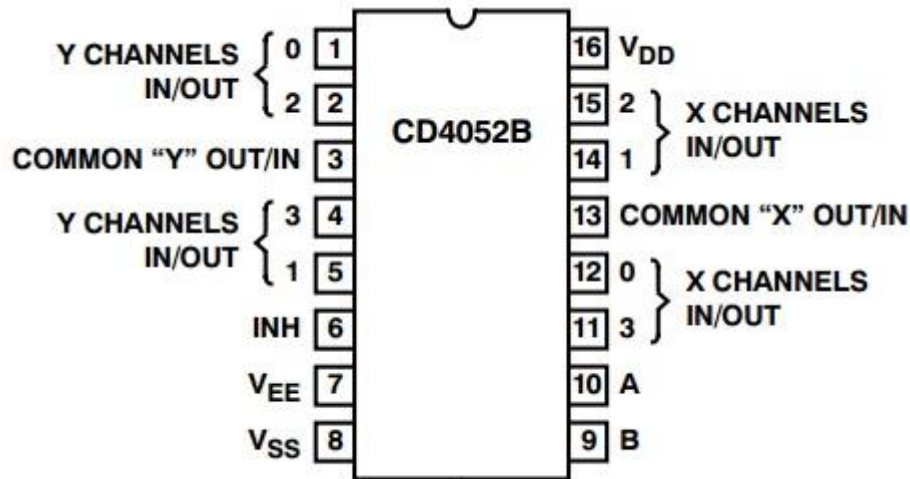 Y CHANNELS
IN/OUT
0 1
2 2
COMMON “Y” OUT/IN 3
Y CHANNELS
IN/OUT
3 4
1 5
INH 6
VEE 7
VSS 8
CD4052B
16 VDD
15 2
14 1
X CHANNELS
IN/OUT
13 COMMON “X” OUT/IN
12 0
11 3
X CHANNELS
IN/OUT
10 A
9 B